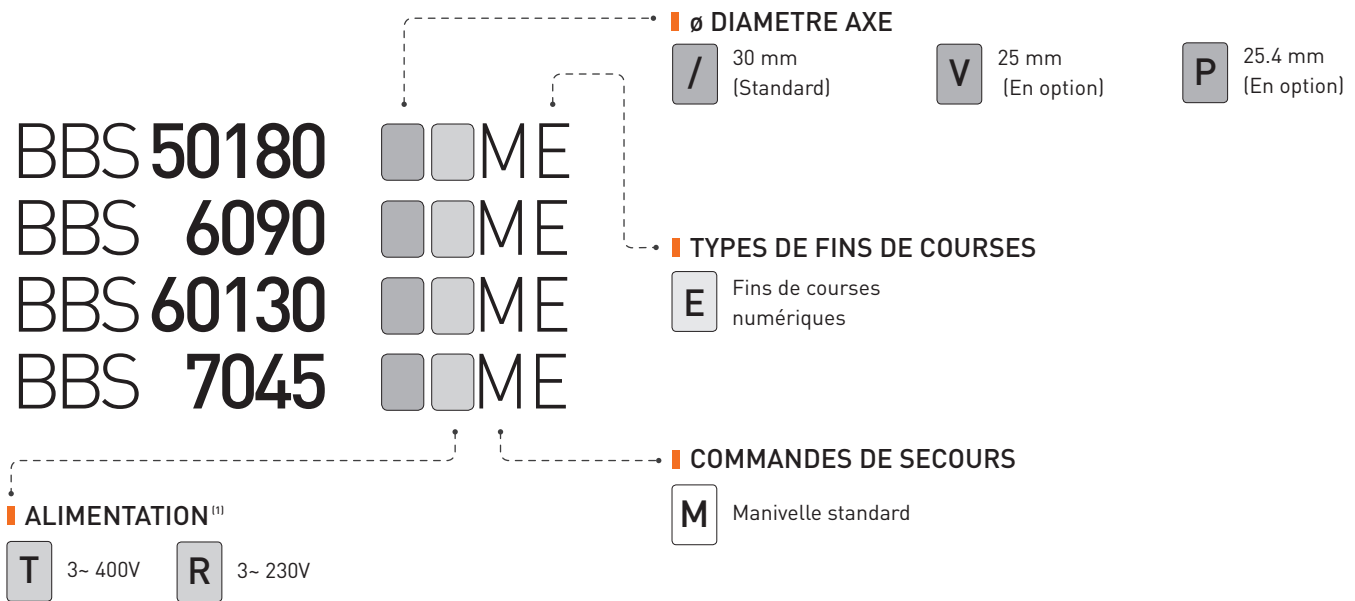 ø DIAMETRE AXE
/ 30 mm
(Standard)
V 25 mm
(En option)
P 25.4 mm
(En option)
BBS 50180 ME
BBS 6090 ME
BBS 60130 ME
BBS 7045 ME
TYPES DE FINS DE COURSES
E Fins de courses
numériques
COMMANDES DE SECOURS
M Manivelle standard
ALIMENTATION(1)
T 3~ 400V R 3~ 230V